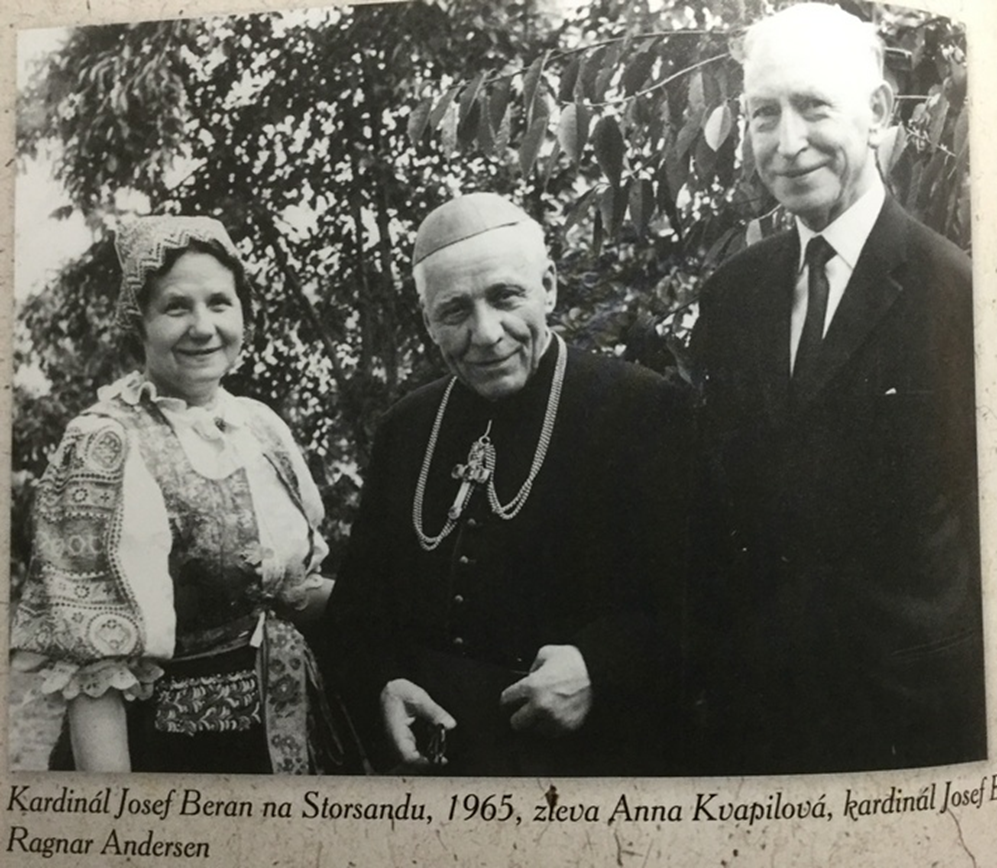 Kardinál Josef Beran na Storsandu, 1965, zleva Anna Kvapilová, kardinál Josef
Ragnar Andersen